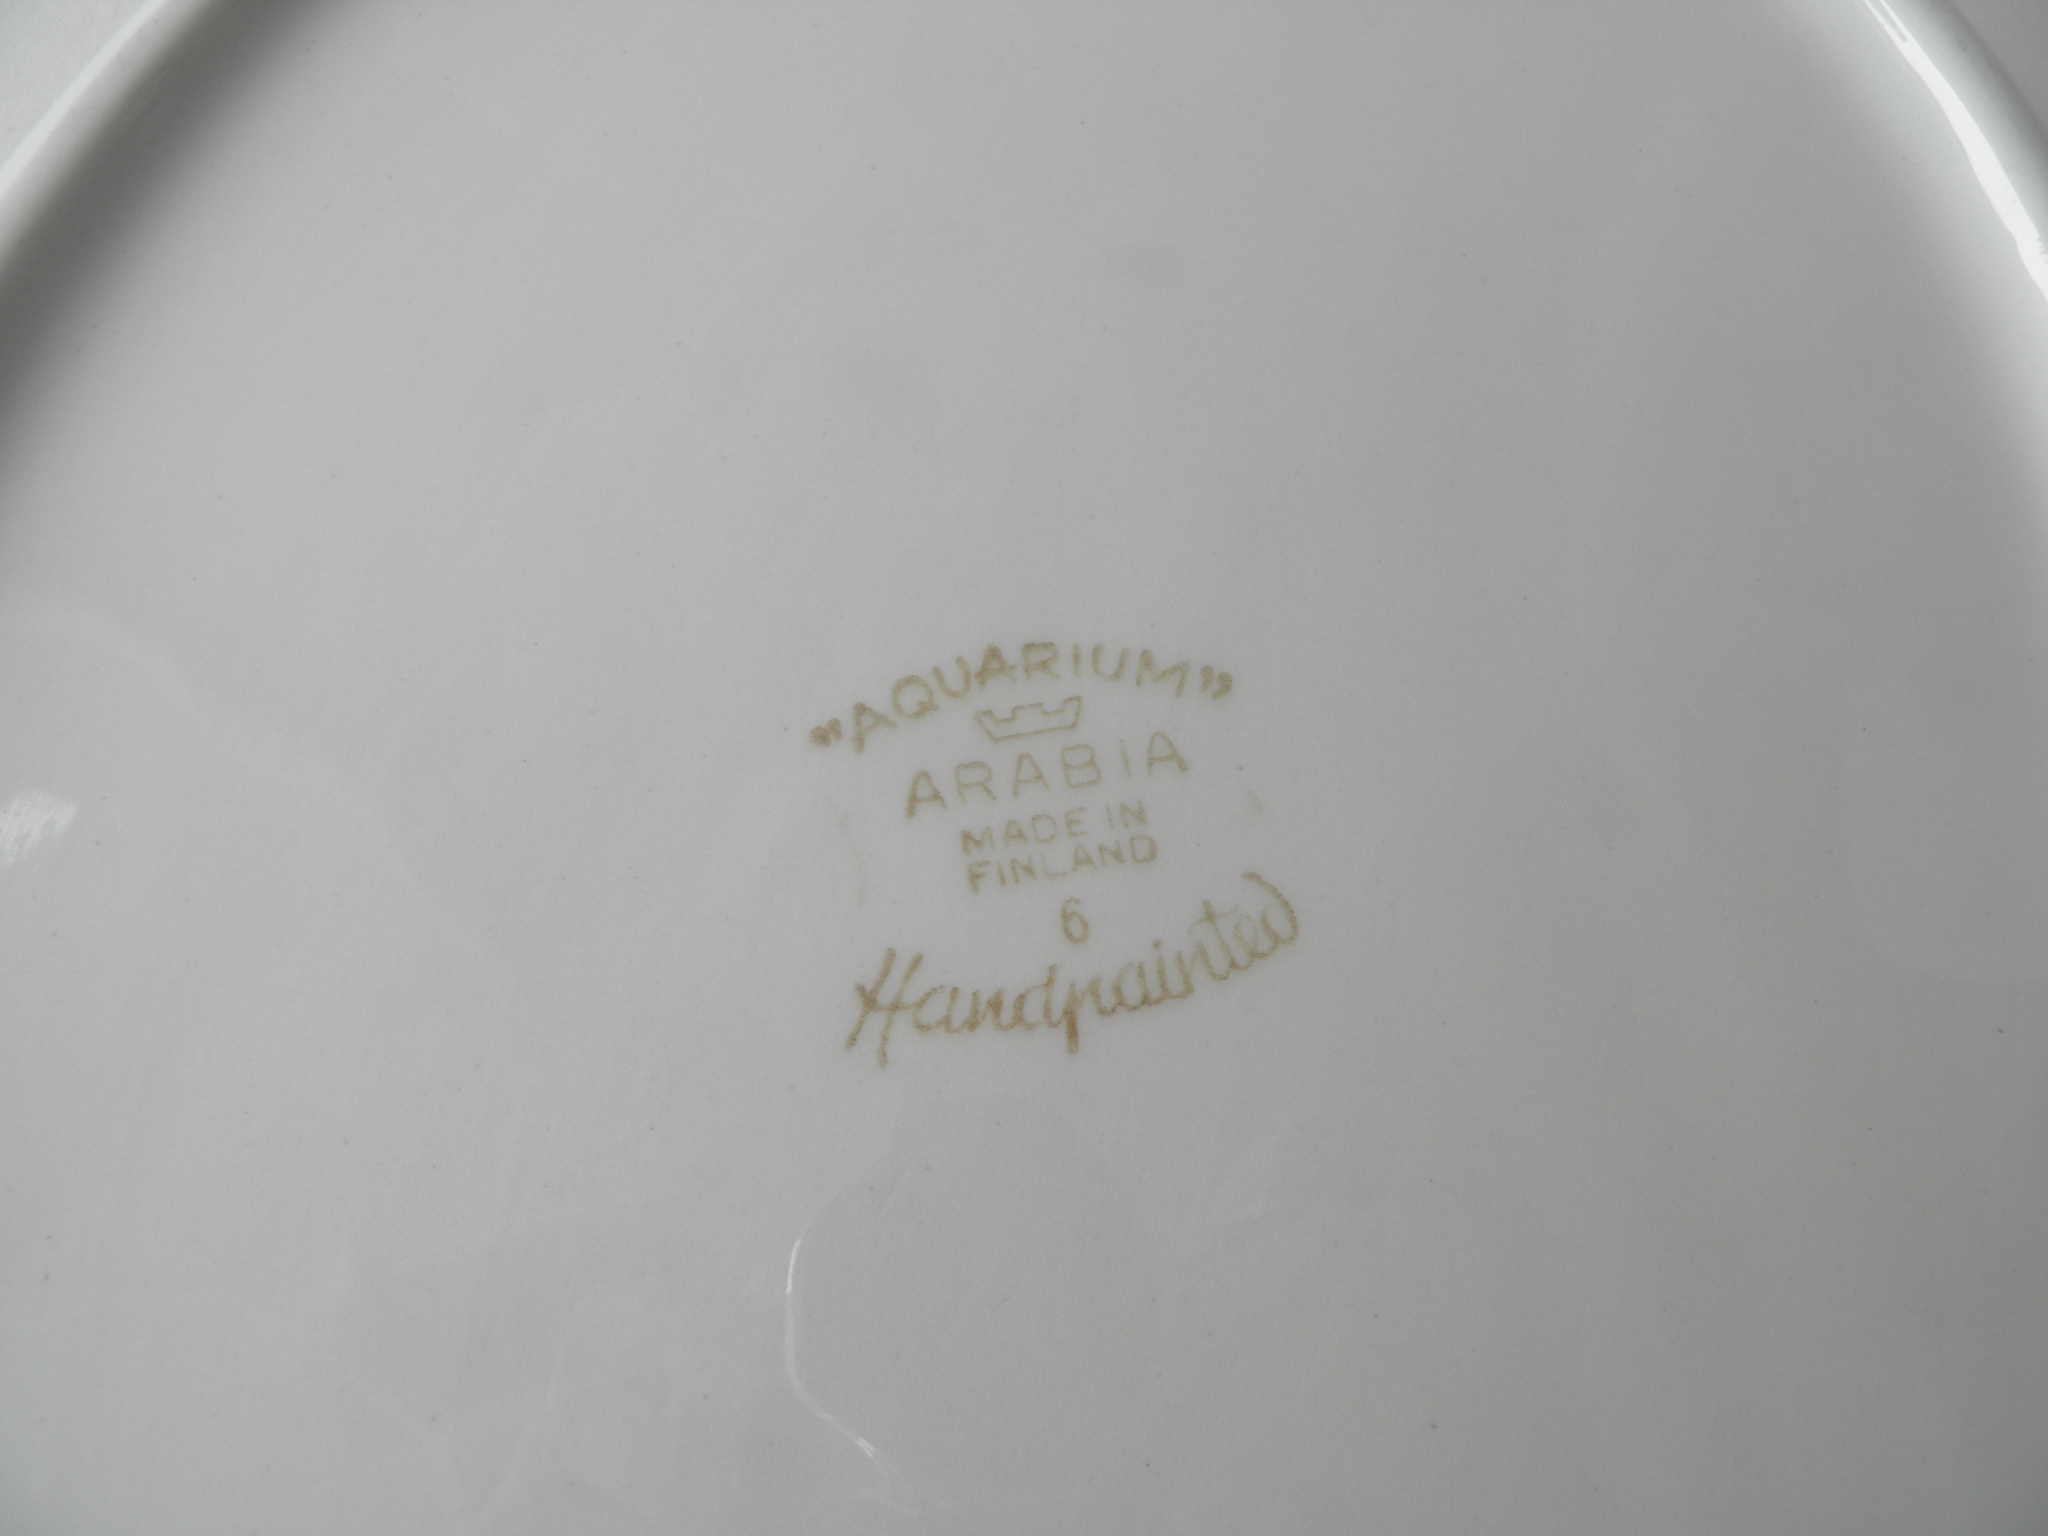 "AQUARIUM"
ARABIA
MADE IN
FINLAND
6
Handpainted